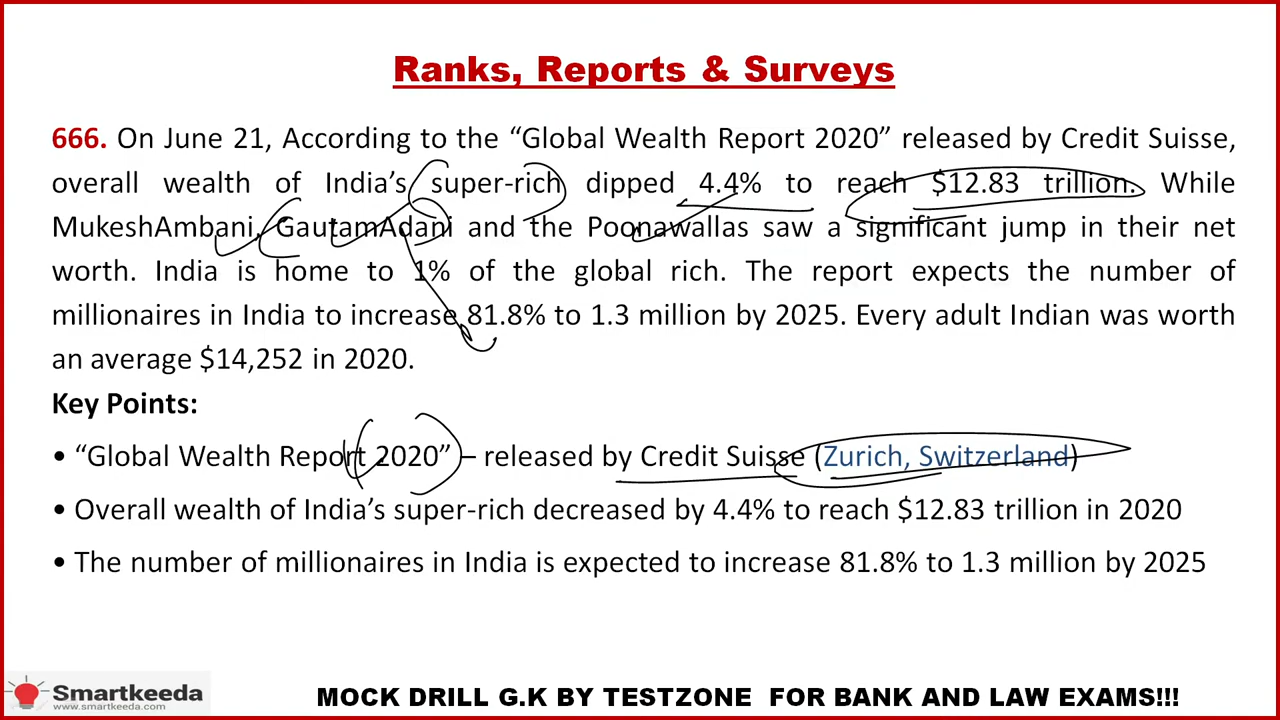 Ranks, Reports & Surveys
666. On June 21, According to the “Global Wealth Report 2020” released by Credit Suisse,
overall wealth of India’s super-rich dipped 4.4% to reach $12.83 trillion. While
MukeshAmbani, GautamAdani and the Poonawallas saw a significant jump in their net
worth. India is home to 1% of the global rich. The report expects the number of
millionaires in India to increase 81.8% to 1.3 million by 2025. Every adult Indian was worth
an average $14,252 in 2020.
Key Points:
• “Global Wealth Report 2020” – released by Credit Suisse (Zurich, Switzerland)
• Overall wealth of India’s super-rich decreased by 4.4% to reach $12.83 trillion in 2020
• The number of millionaires in India is expected to increase 81.8% to 1.3 million by 2025
Smartkeeda
www.smartkeeda.com
MOCK DRILL G.K BY TESTZONE FOR BANK AND LAW EXAMS!!!